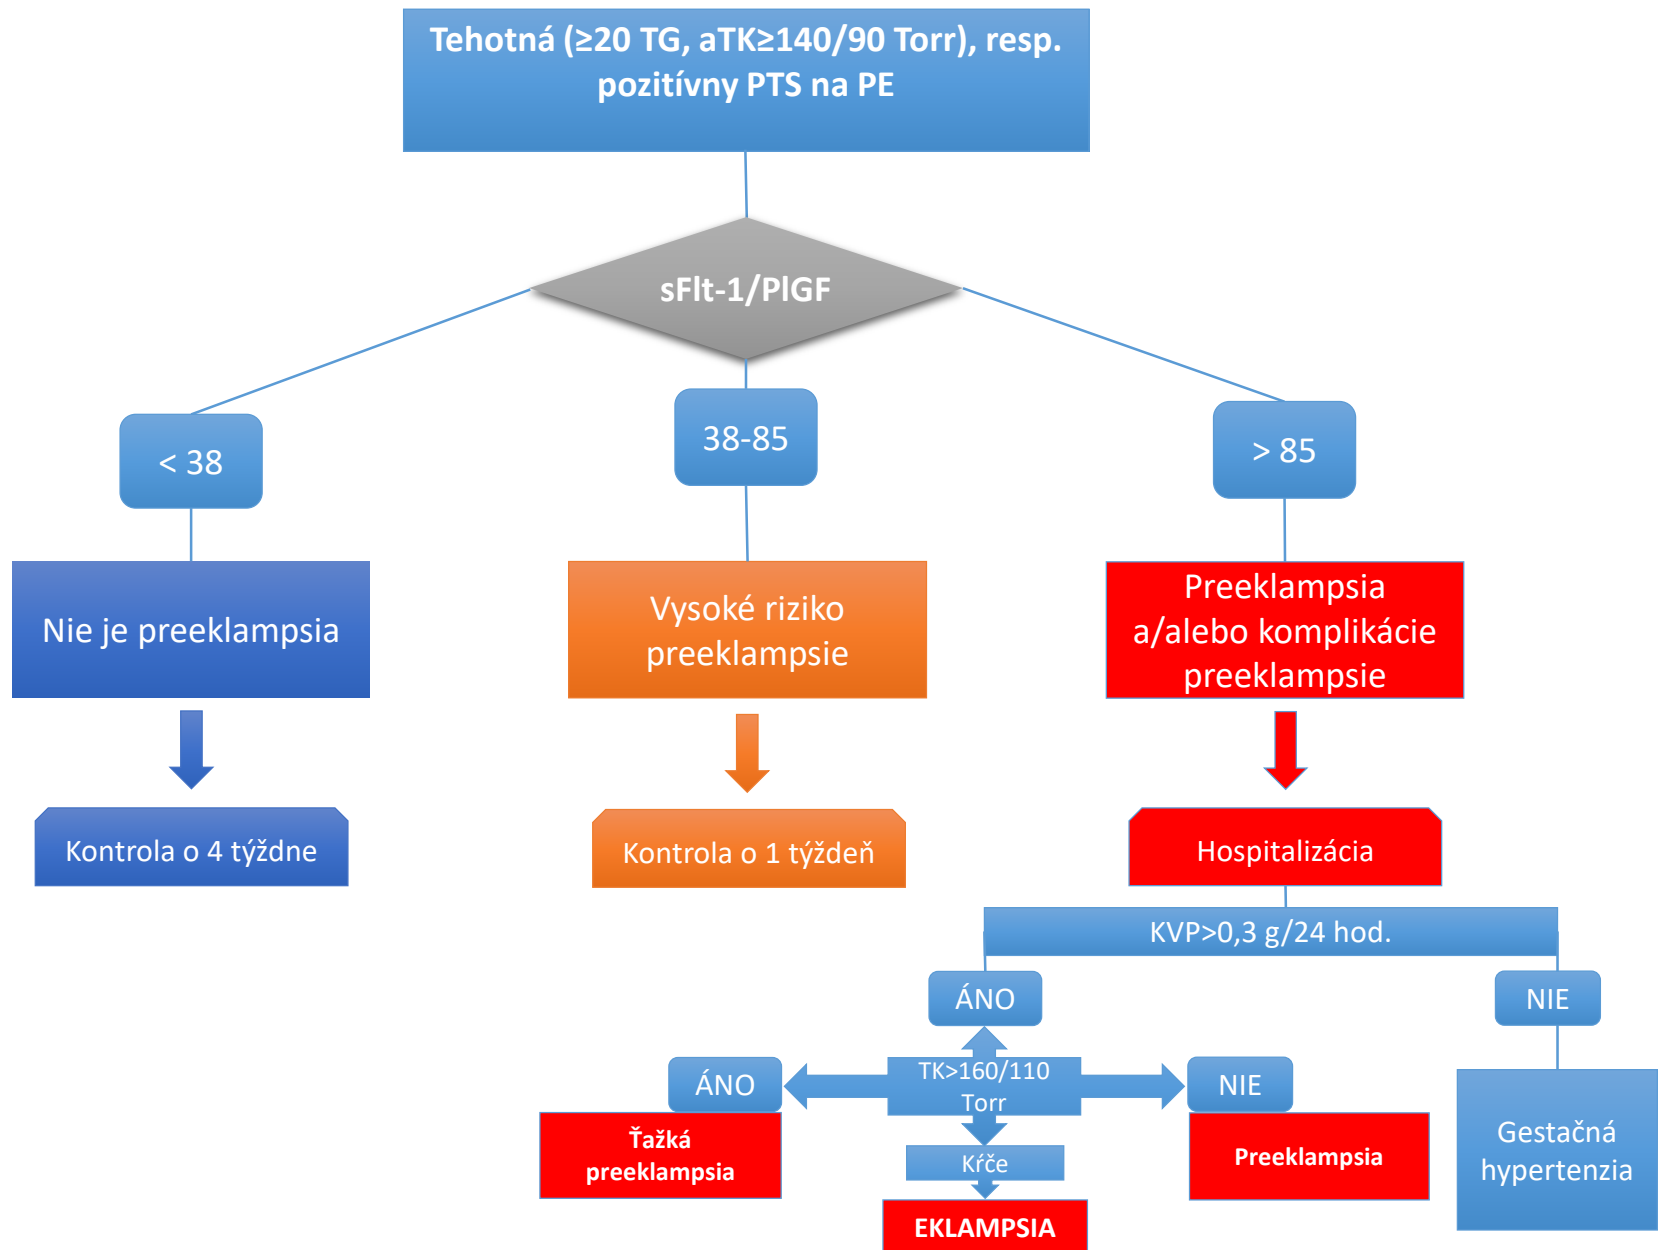 Tehotná (≥20 TG, aTK≥140/90 Torr), resp.
pozitívny PTS na PE
sFlt-1/PlGF
< 38
38-85
> 85
Nie je preeklampsia
Vysoké riziko
preeklampsie
Preeklampsia
a/alebo komplikácie
preeklampsie
Kontrola o 4 týždne
Kontrola o 1 týždeň
Hospitalizácia
KVP>0,3 g/24 hod.
ÁNO
NIE
ÁNO
TK>160/110
Torr
NIE
Ťažká
preeklampsia
Kŕče
Preeklampsia
Gestačná
hypertenzia
EKLAMPSIA